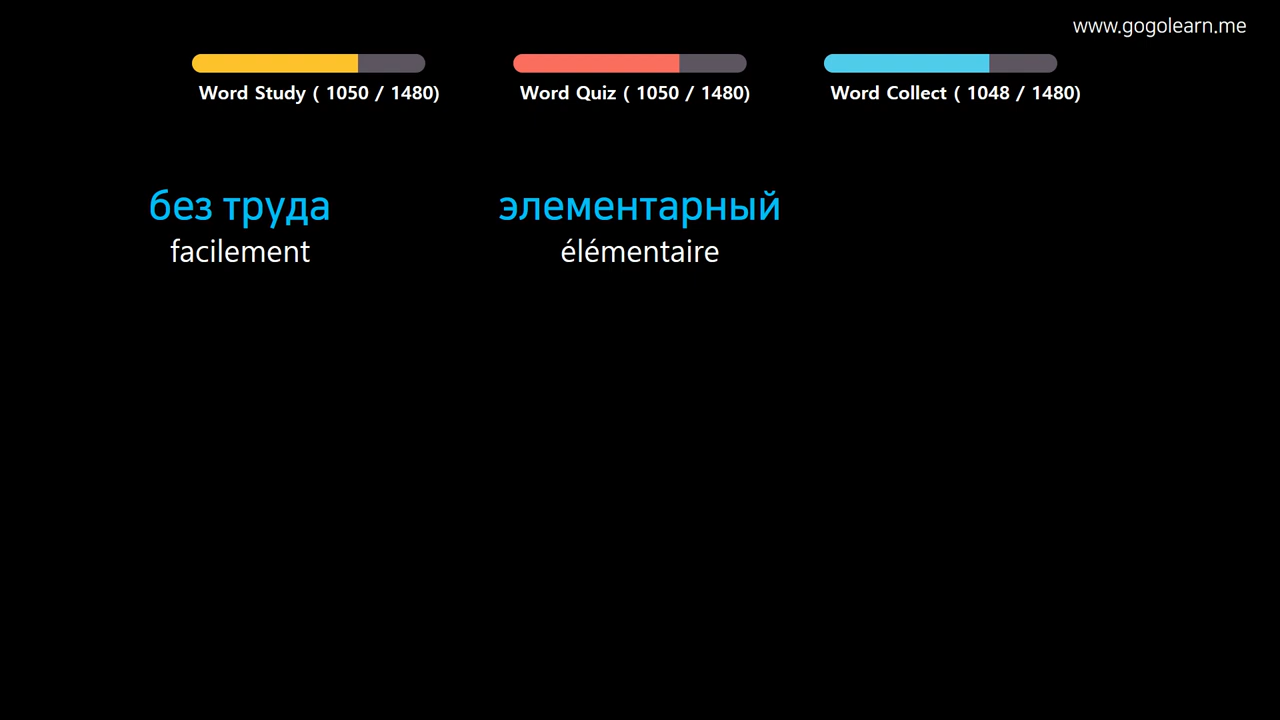 www.gogolearn.me
Word Study ( 1050 / 1480)
Word Quiz ( 1050 / 1480)
Word Collect ( 1048 / 1480)
без труда
facilement
элементарный
élémentaire